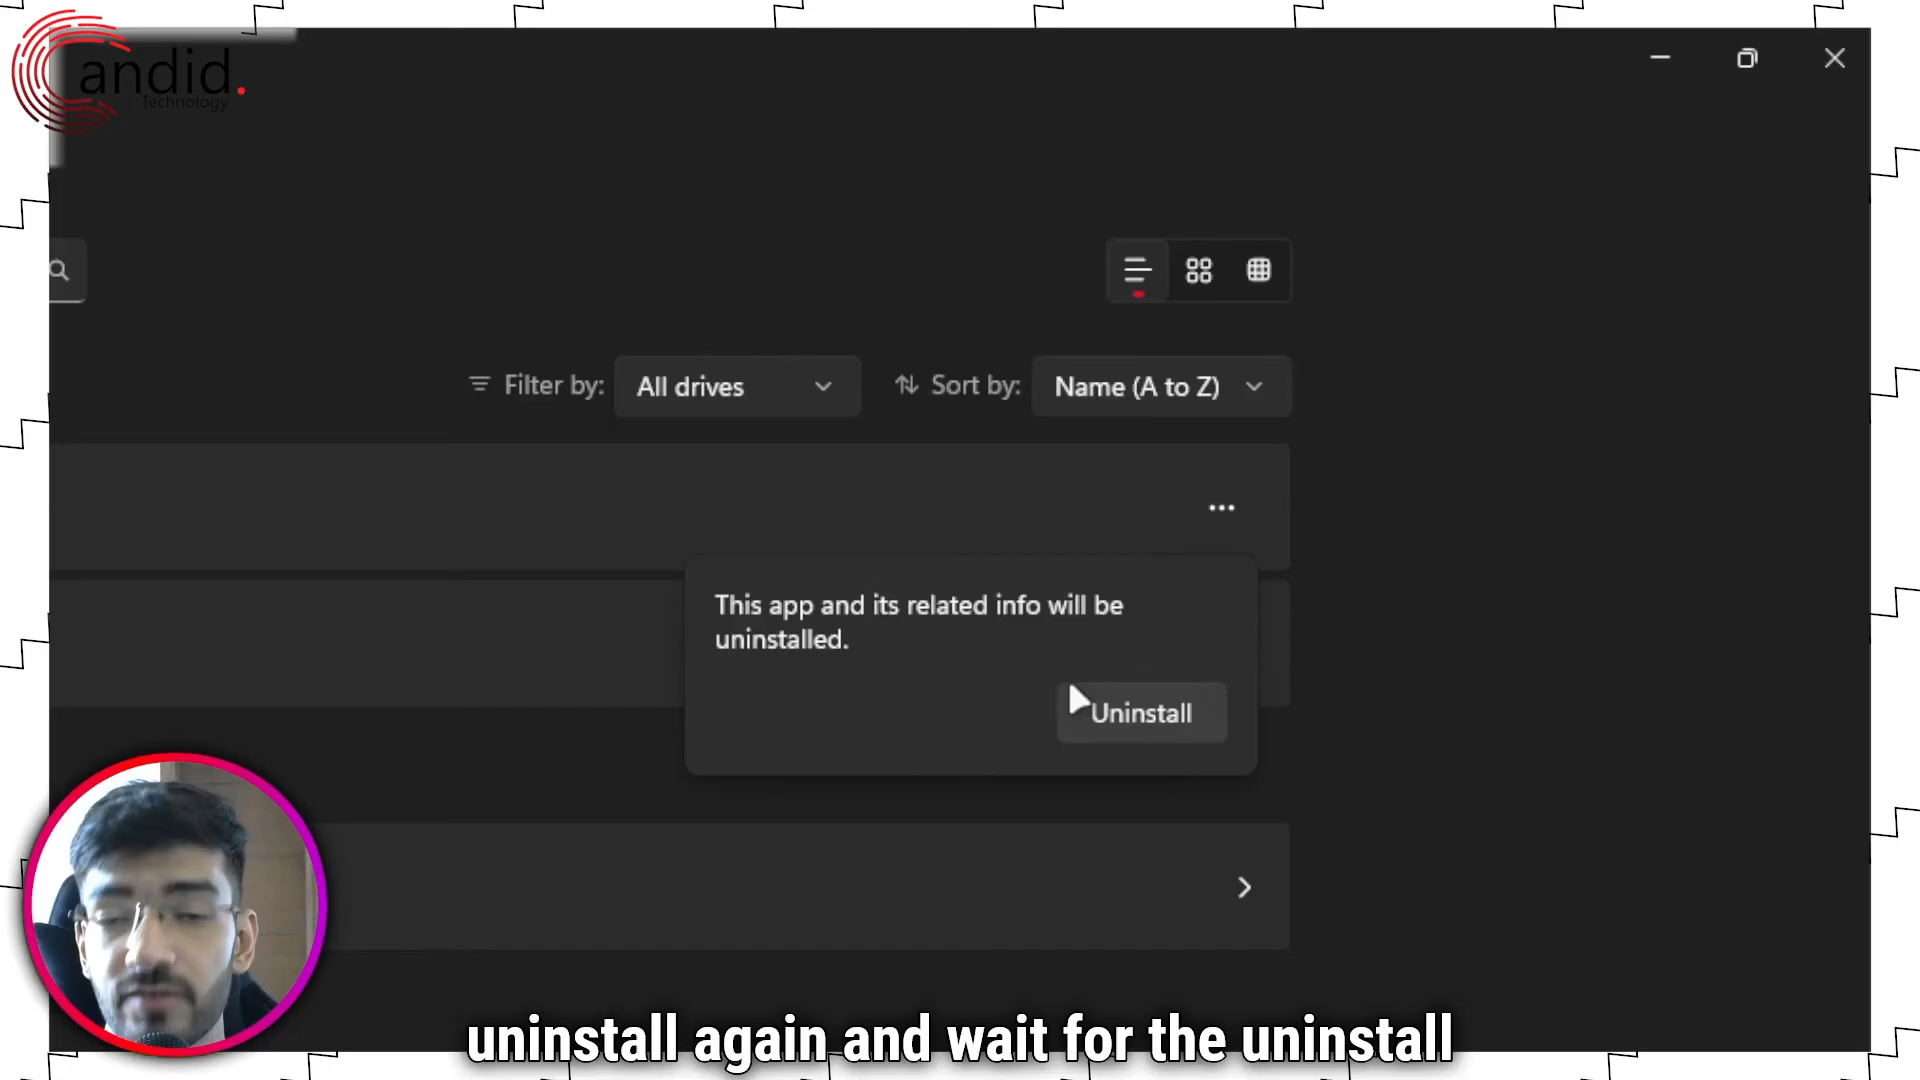 andid.
Technology
Filter by: All drives Sort by: Name (A to Z)
This app and its related info will be
uninstalled.
Uninstall
uninstall again and wait for the uninstall